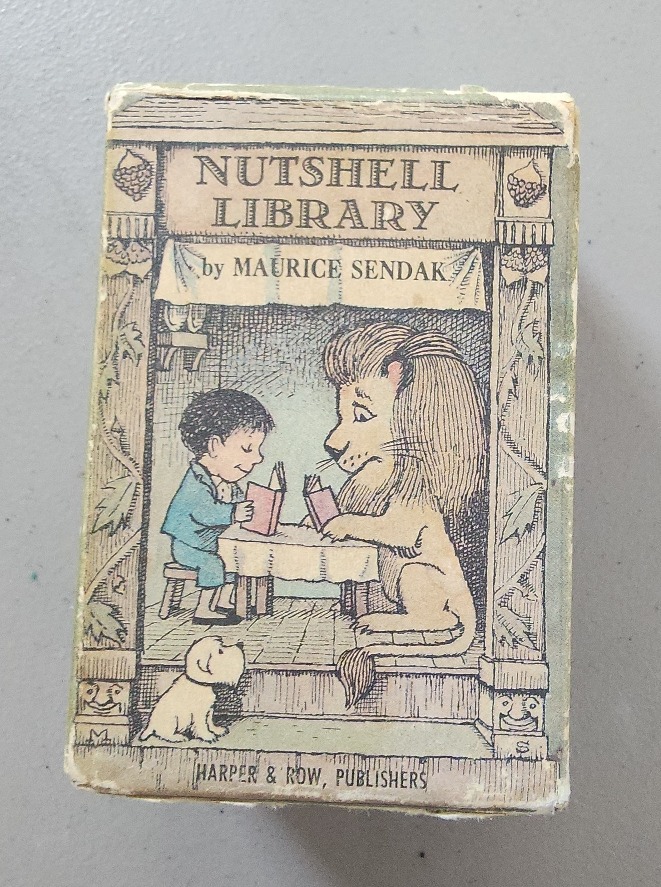 NUTSHELL
LIBRARY
by MAURICE SENDAK
M
S
HARPER & ROW, PUBLISHERS